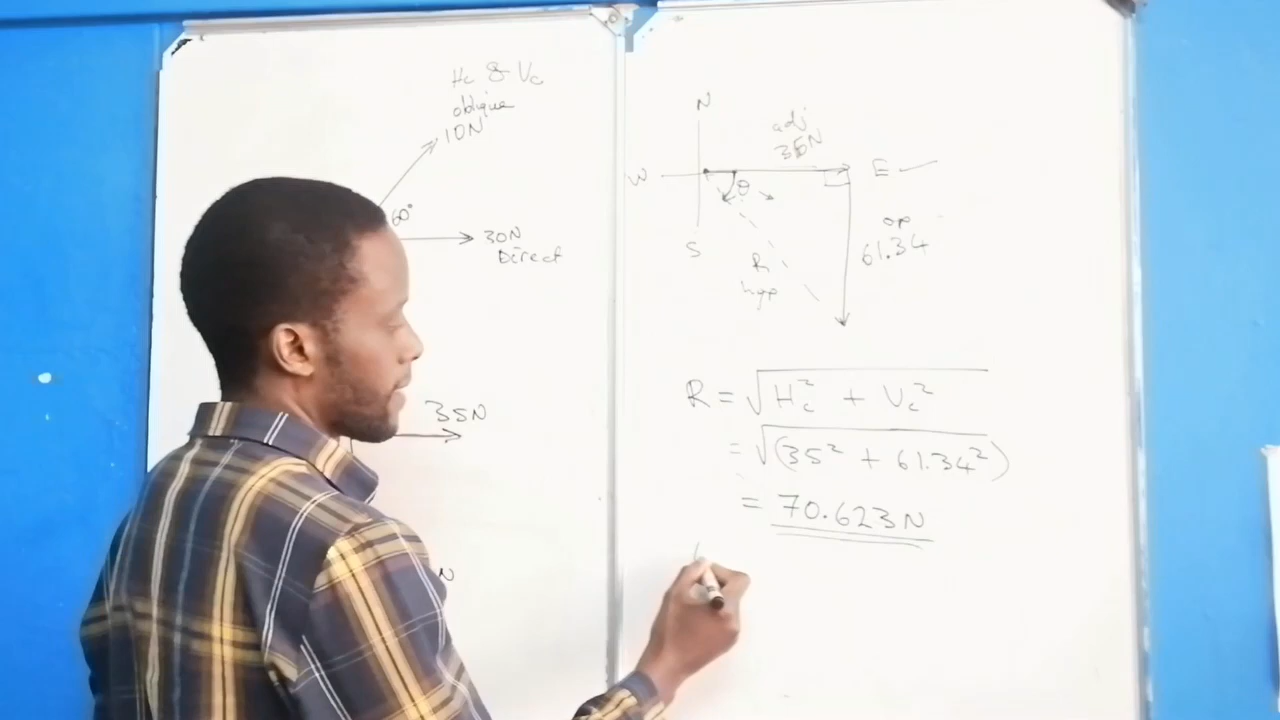 Hc & Vc
oblique
10N
60°
30N
Direct
35N
N
N
adj
35N
W
E
θ
S
op
61.34
R
hyp
R = √Hc² + Vc²
= √(35² + 61.34²)
= 70.623N